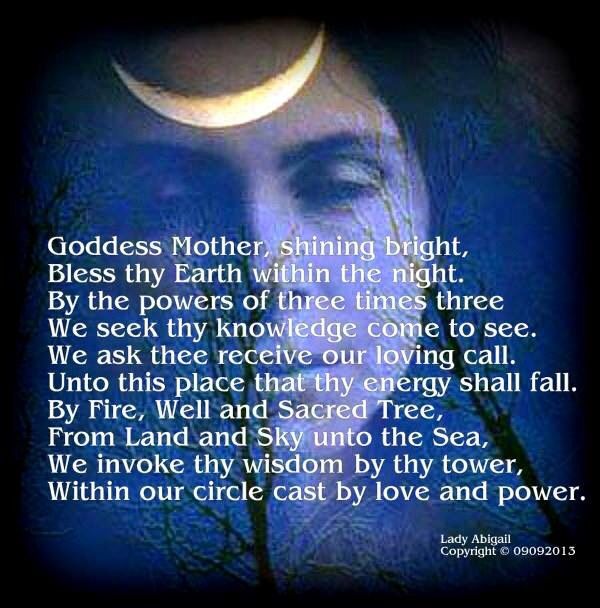 Goddess Mother, shining bright,
Bless thy Earth within the night.
By the powers of three times three
We seek thy knowledge come to see.
We ask thee receive our loving call.
Unto this place that thy energy shall fall.
By Fire, Well and Sacred Tree,
From Land and Sky unto the Sea,
We invoke thy wisdom by thy tower,
Within our circle cast by love and power.
Lady Abigail
Copyright © 09092013